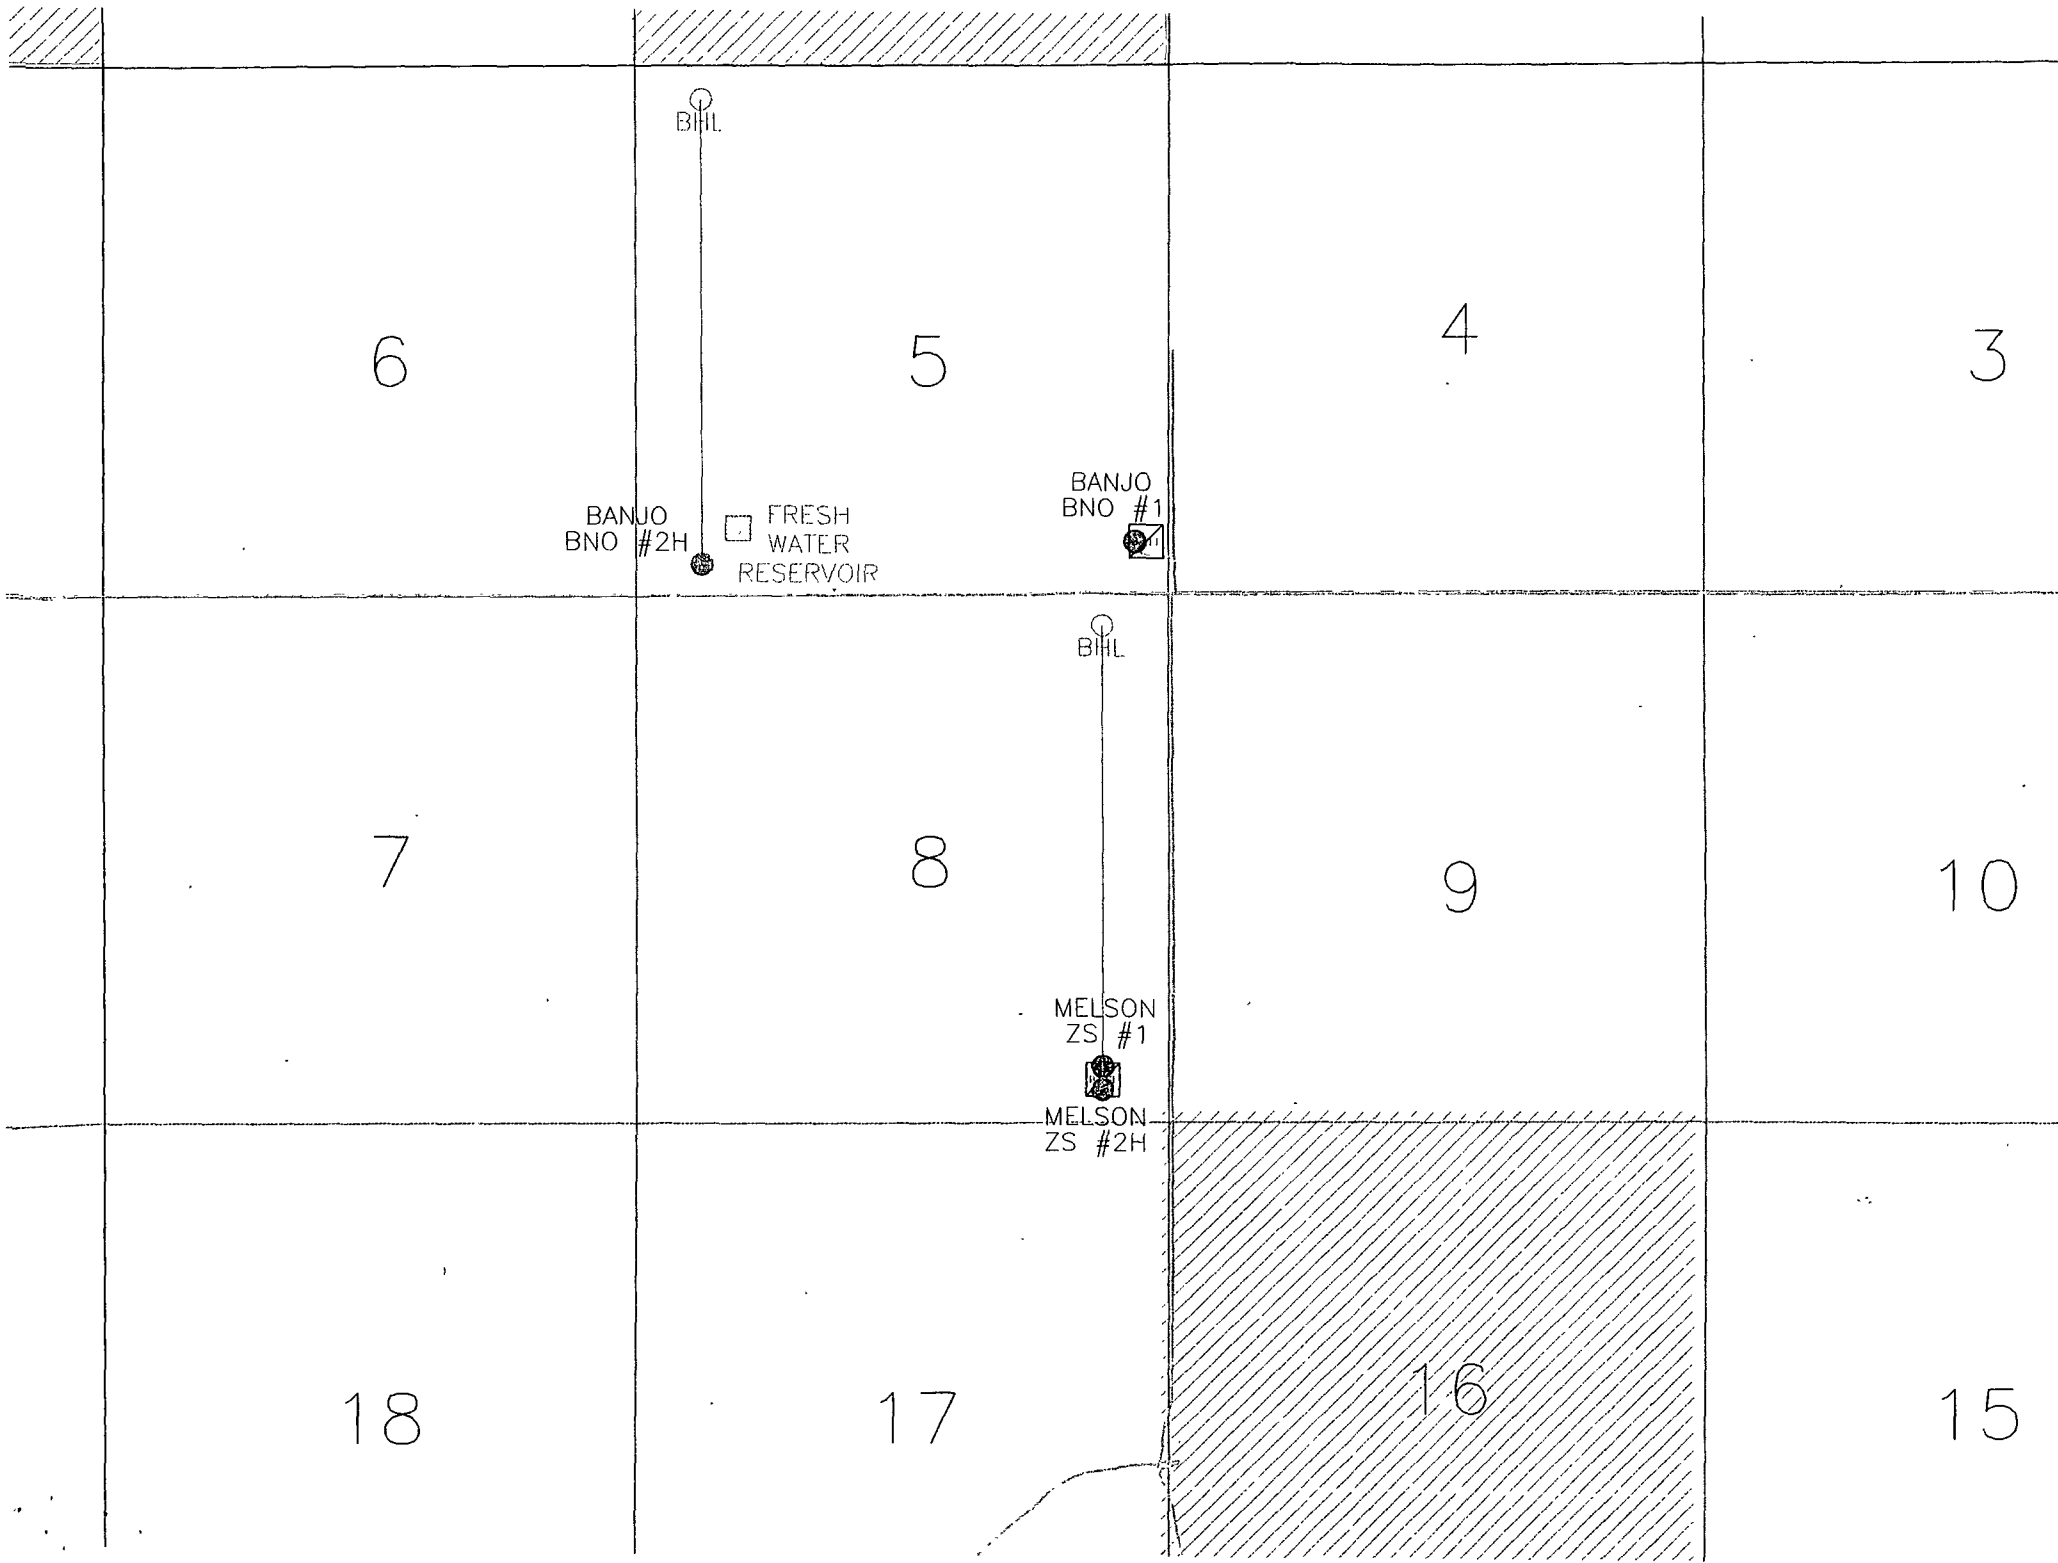 BHL
6
5
4
3
BANJO
BNO #1
BANJO
BNO #2H
FRESH
WATER
RESERVOIR
BHL
7
8
9
10
MELSON
ZS #1
MELSON
ZS #2H
18
17
16
15